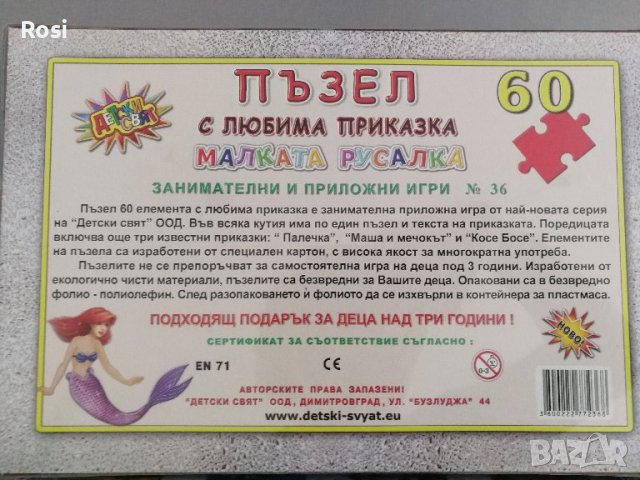 Rosi
ПЪЗЕЛ
60
ДЕТСКИ
СВЯТ
С ЛЮБИМА ПРИКАЗКА
МАЛКАТА РУСАЛКА
ЗАНИМАТЕЛНИ И ПРИЛОЖНИ ИГРИ № 36
Пъзел 60 елемента с любима приказка е занимателна приложна игра от най-новата серия
на "Детски свят" ООД. Във всяка кутия има по един пъзел и текста на приказката. Поредицата
включва още три известни приказки: " Палечка", "Маша и мечокът" и "Косе Босе". Елементите
на пъзела са изработени от специален картон, с висока якост за многократна употреба.
Пъзелите не се препоръчват за самостоятелна игра на деца под 3 години. Изработени от
екологично чисти материали, пъзелите са безвредни за Вашите деца. Опаковани са в безвредно
фолио - полиолефин. След разопаковането ѝ фолиото да се изхвърли в контейнера за пластмаса.
ПОДХОДЯЩ ПОДАРЪК ЗА ДЕЦА НАД ТРИ ГОДИНИ !
НОВО!
СЕРТИФИКАТ ЗА СЪОТВЕТСТВИЕ СЪГЛАСНО :
EN 71
CE
0-3
АВТОРСКИТЕ ПРАВА ЗАПАЗЕНИ!
"ДЕТСКИ СВЯТ" ООД, ДИМИТРОВГРАД, УЛ. "БУЗЛУДЖА" 44
www.detski-svyat.eu
3 800222 772363
BAZAR